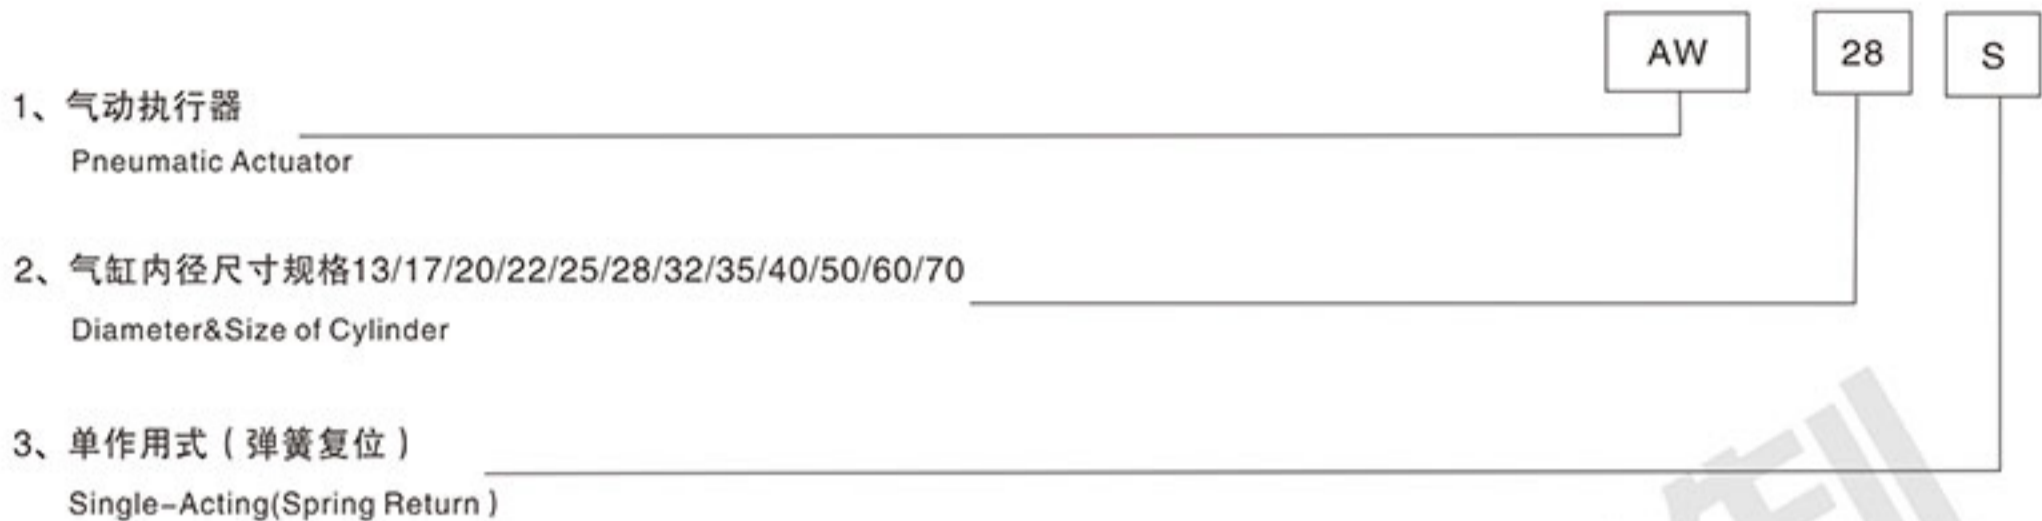 AW 28 S
1、气动执行器
Pneumatic Actuator
2、气缸内径尺寸规格13/17/20/22/25/28/32/35/40/50/60/70
Diameter&Size of Cylinder
3、单作用式（弹簧复位）
Single-Acting(Spring Return)